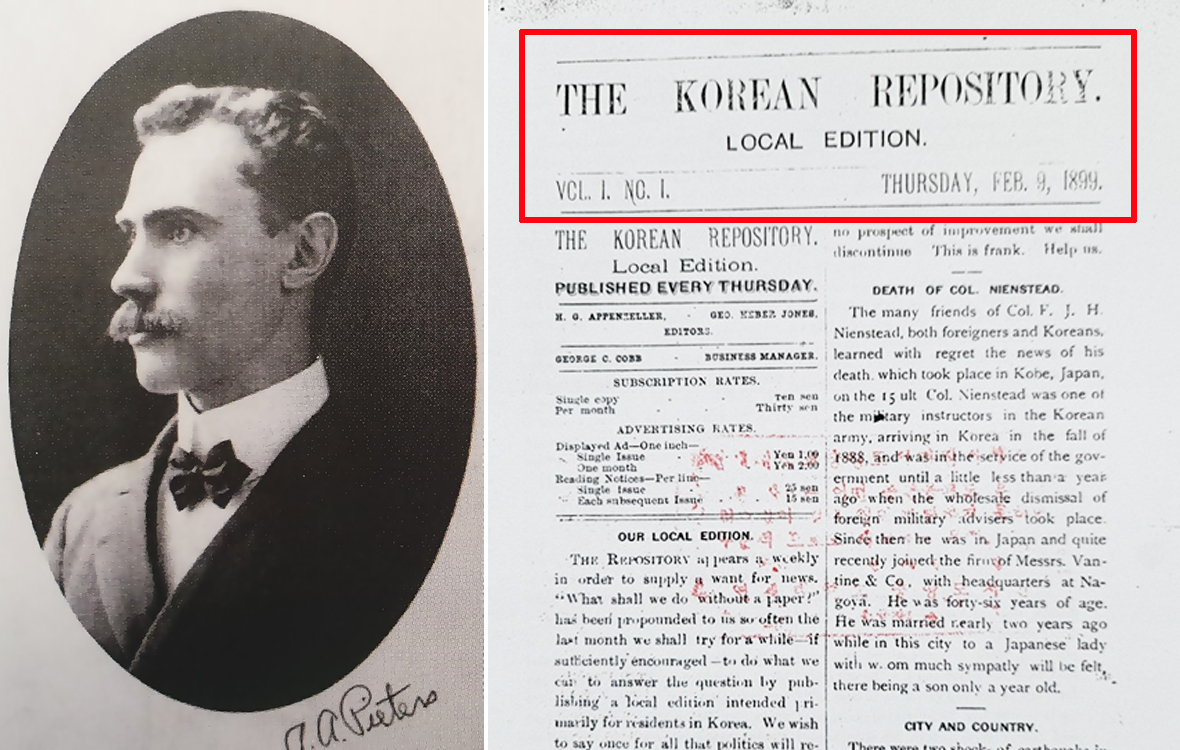 A. A. Pieters
THE KOREAN REPOSITORY.
LOCAL EDITION.
VOL. I. NO. I.
THURSDAY, FEB. 9, 1899.
THE KOREAN REPOSITORY.
Local Edition.
PUBLISHED EVERY THURSDAY.
H. G. APPENZELLER, - GEO. HEBER JONES,
EDITORS.
GEORGE C. COBB - BUSINESS MANAGER.
SUBSCRIPTION RATES.
Single copy - - Ten sen
Per month - - Thirty sen
ADVERTISING RATES.
Displayed Ad—One inch—
Single Issue - - Yen 1.00
One month - - Yen 2.00
Reading Notices—Per line—
Single Issue - - 25 sen
Each subsequent Issue - 15 sen
OUR LOCAL EDITION.
THE REPOSITORY appears a weekly
in order to supply a want for news.
"What shall we do without a paper?"
has been propounded to us so often the
last month we shall try for a while—if
sufficiently encouraged—to do what we
can to answer the question by pub-
lishing a local edition intended pri-
marily for residents in Korea. We wish
to say once for all that politics will re-
no prospect of improvement we shall
discontinue This is frank. Help us.
DEATH OF COL. NIENSTEAD.
The many friends of Col. F. J. H.
Nienstead, both foreigners and Koreans,
learned with regret the news of his
death, which took place in Kobe, Japan,
on the 15 ult Col. Nienstead was one of
the military instructors in the Korean
army, arriving in Korea in the fall of
1888, and was in the service of the gov-
ernment until a little less than a year
ago when the wholesale dismissal of
foreign military advisers took place.
Since then he was in Japan and quite
recently joined the firm of Messrs. Van-
tine & Co., with headquarters at Na-
goya. He was forty-six years of age.
He was married nearly two years ago
while in this city to a Japanese lady
with whom much sympatly will be felt,
there being a son only a year old.
CITY AND COUNTRY.
There were two shocks of earthquake in